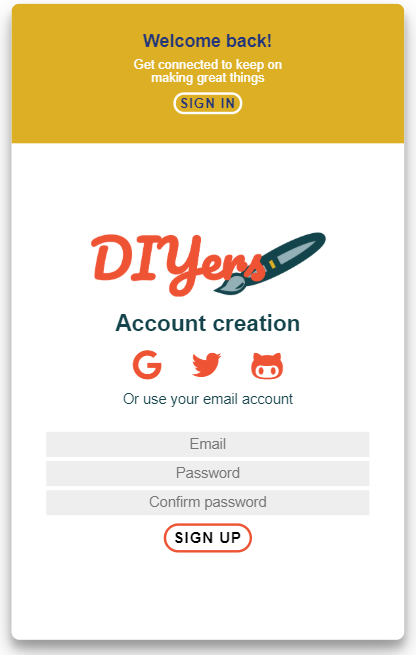 Welcome back!
Get connected to keep on
making great things
SIGN IN
DIYers
Account creation
G
Or use your email account
Email
Password
Confirm password
SIGN UP